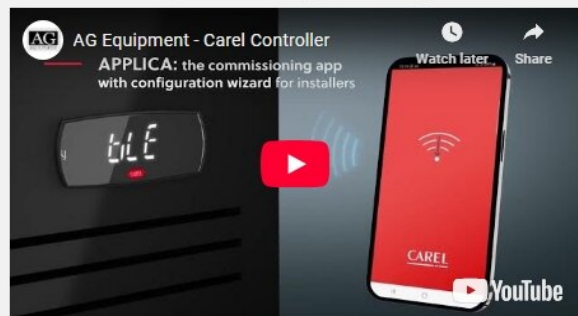 AG
AG Equipment - Carel Controller
Watch later
Share
APPLICA: the commissioning app
with configuration wizard for installers
bLE
CAREL
YouTube